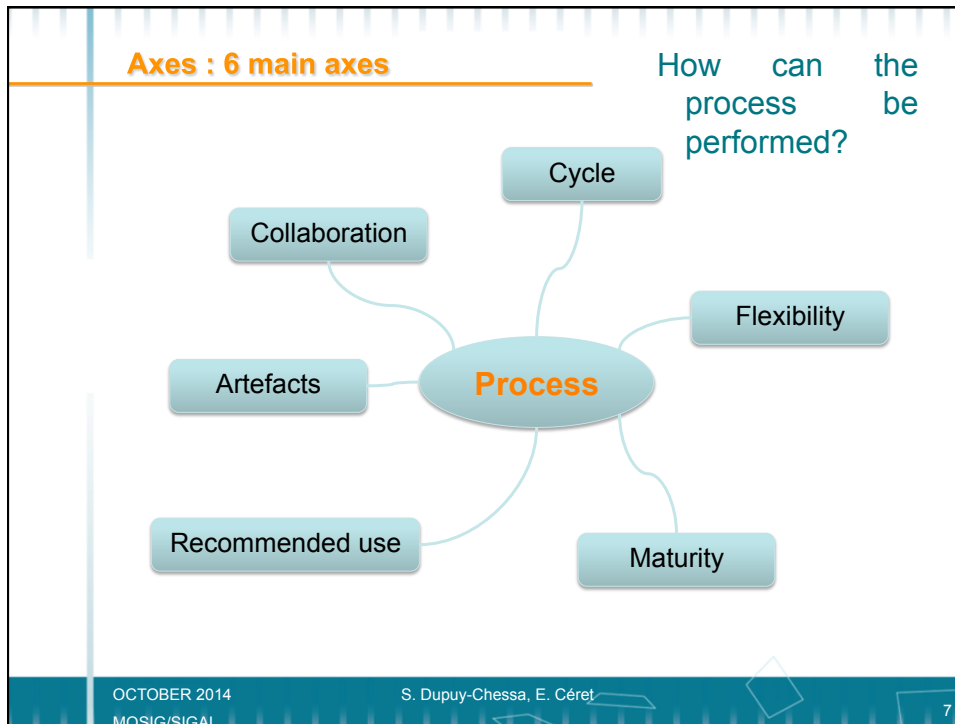 Axes : 6 main axes
How can the
process be
performed?
Cycle
Collaboration
Flexibility
Artefacts
Process
Recommended use
Maturity
OCTOBER 2014
S. Dupuy-Chessa, E. Céret
MOSIG/SIGAL
7